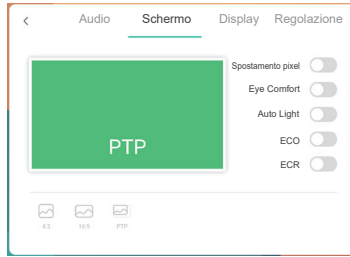 Audio Schermo Display Regolazione
Spostamento pixel
Eye Comfort
Auto Light
PTP
ECO
ECR
4:3 16:9 PTP